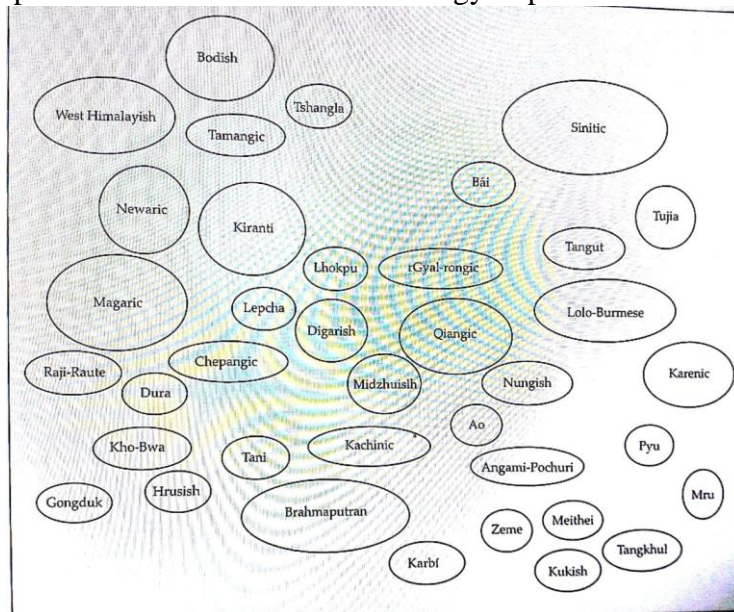 Bodish
West Himalayish
Tshangla
Tamangic
Sinitic
Bái
Newaric
Kiranti
Tujia
Tangut
Lhokpu
rGyal-rongic
Magaric
Lepcha
Digarish
Qiangic
Lolo-Burmese
Chepangic
Raji-Raute
Dura
Midzhuislh
Nungish
Karenic
Ao
Kho-Bwa
Tani
Kachinic
Pyu
Angami-Pochuri
Gongduk
Hrusish
Brahmaputran
Mru
Zeme
Meithei
Karbí
Kukish
Tangkhul